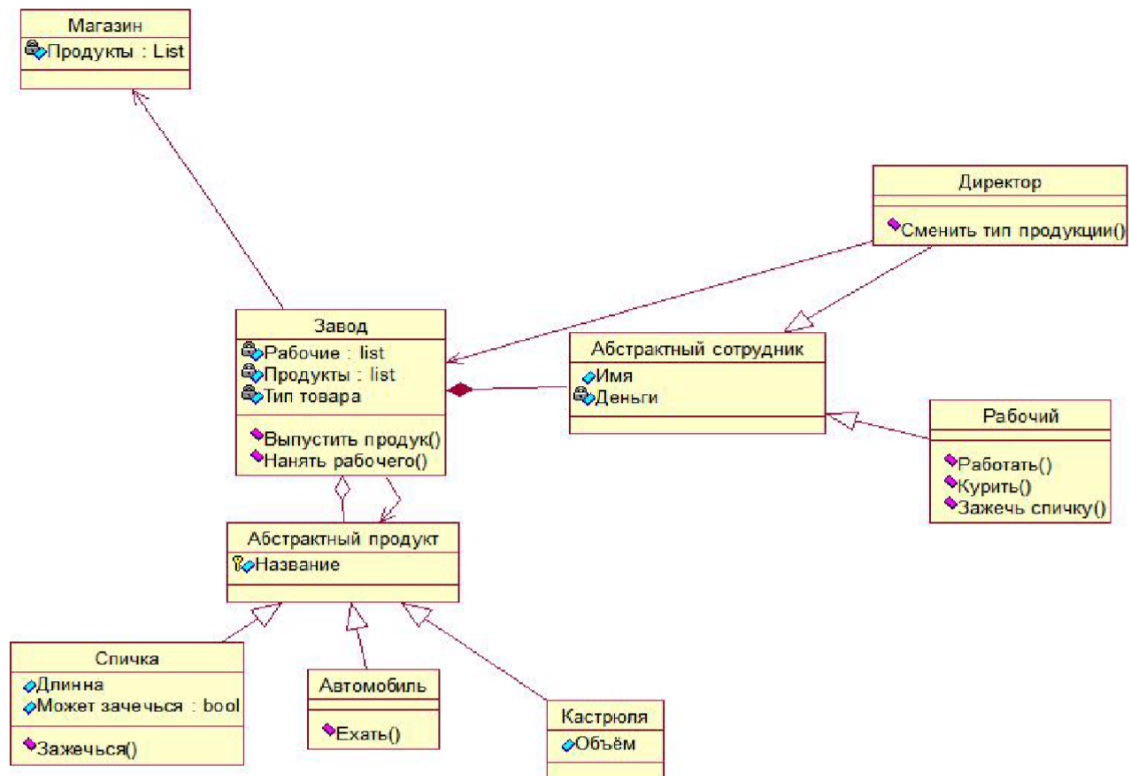 Магазин
Продукты : List
Директор
Сменить тип продукции()
Завод
Рабочие : list
Продукты : list
Тип товара
Выпустить продук()
Нанять рабочего()
Абстрактный сотрудник
Имя
Деньги
Рабочий
Работать()
Курить()
Зажечь спичку()
Абстрактный продукт
Название
Спичка
Длинна
Может зачечься : bool
Зажечься()
Автомобиль
Ехать()
Кастрюля
Объём